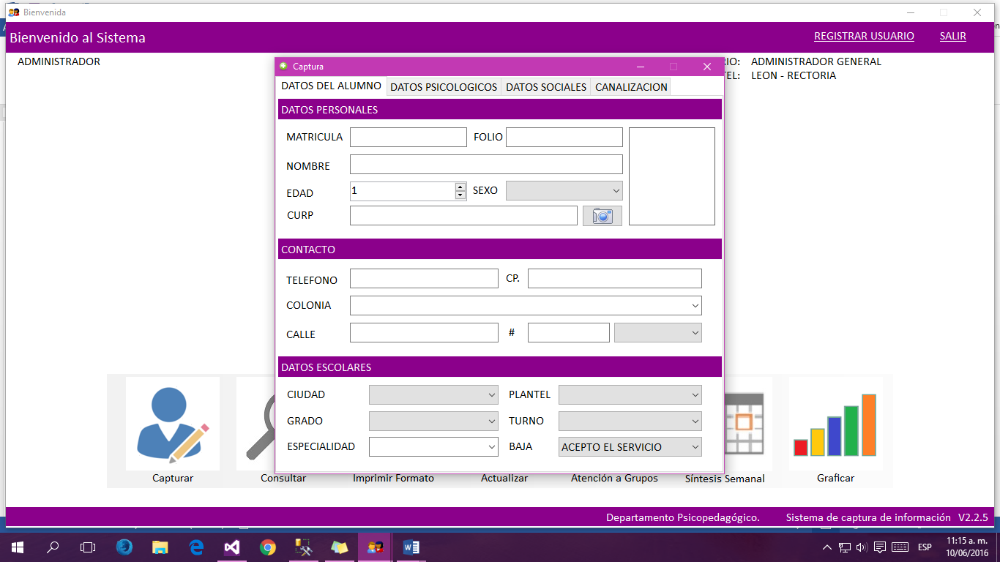 Bienvenida
Bienvenido al Sistema
REGISTRAR USUARIO SALIR
ADMINISTRADOR
ADMINISTRADOR GENERAL
LEON - RECTORIA
Captura
DATOS DEL ALUMNO DATOS PSICOLOGICOS DATOS SOCIALES CANALIZACION
DATOS PERSONALES
MATRICULA FOLIO
NOMBRE
EDAD 1 SEXO
CURP
CONTACTO
TELEFONO CP.
COLONIA
CALLE #
DATOS ESCOLARES
CIUDAD PLANTEL
GRADO TURNO
ESPECIALIDAD BAJA ACEPTO EL SERVICIO
Capturar Consultar Imprimir Formato Actualizar Atención a Grupos Síntesis Semanal Graficar
Departamento Psicopedagógico. Sistema de captura de información V2.2.5
ESP
11:15 a. m.
10/06/2016